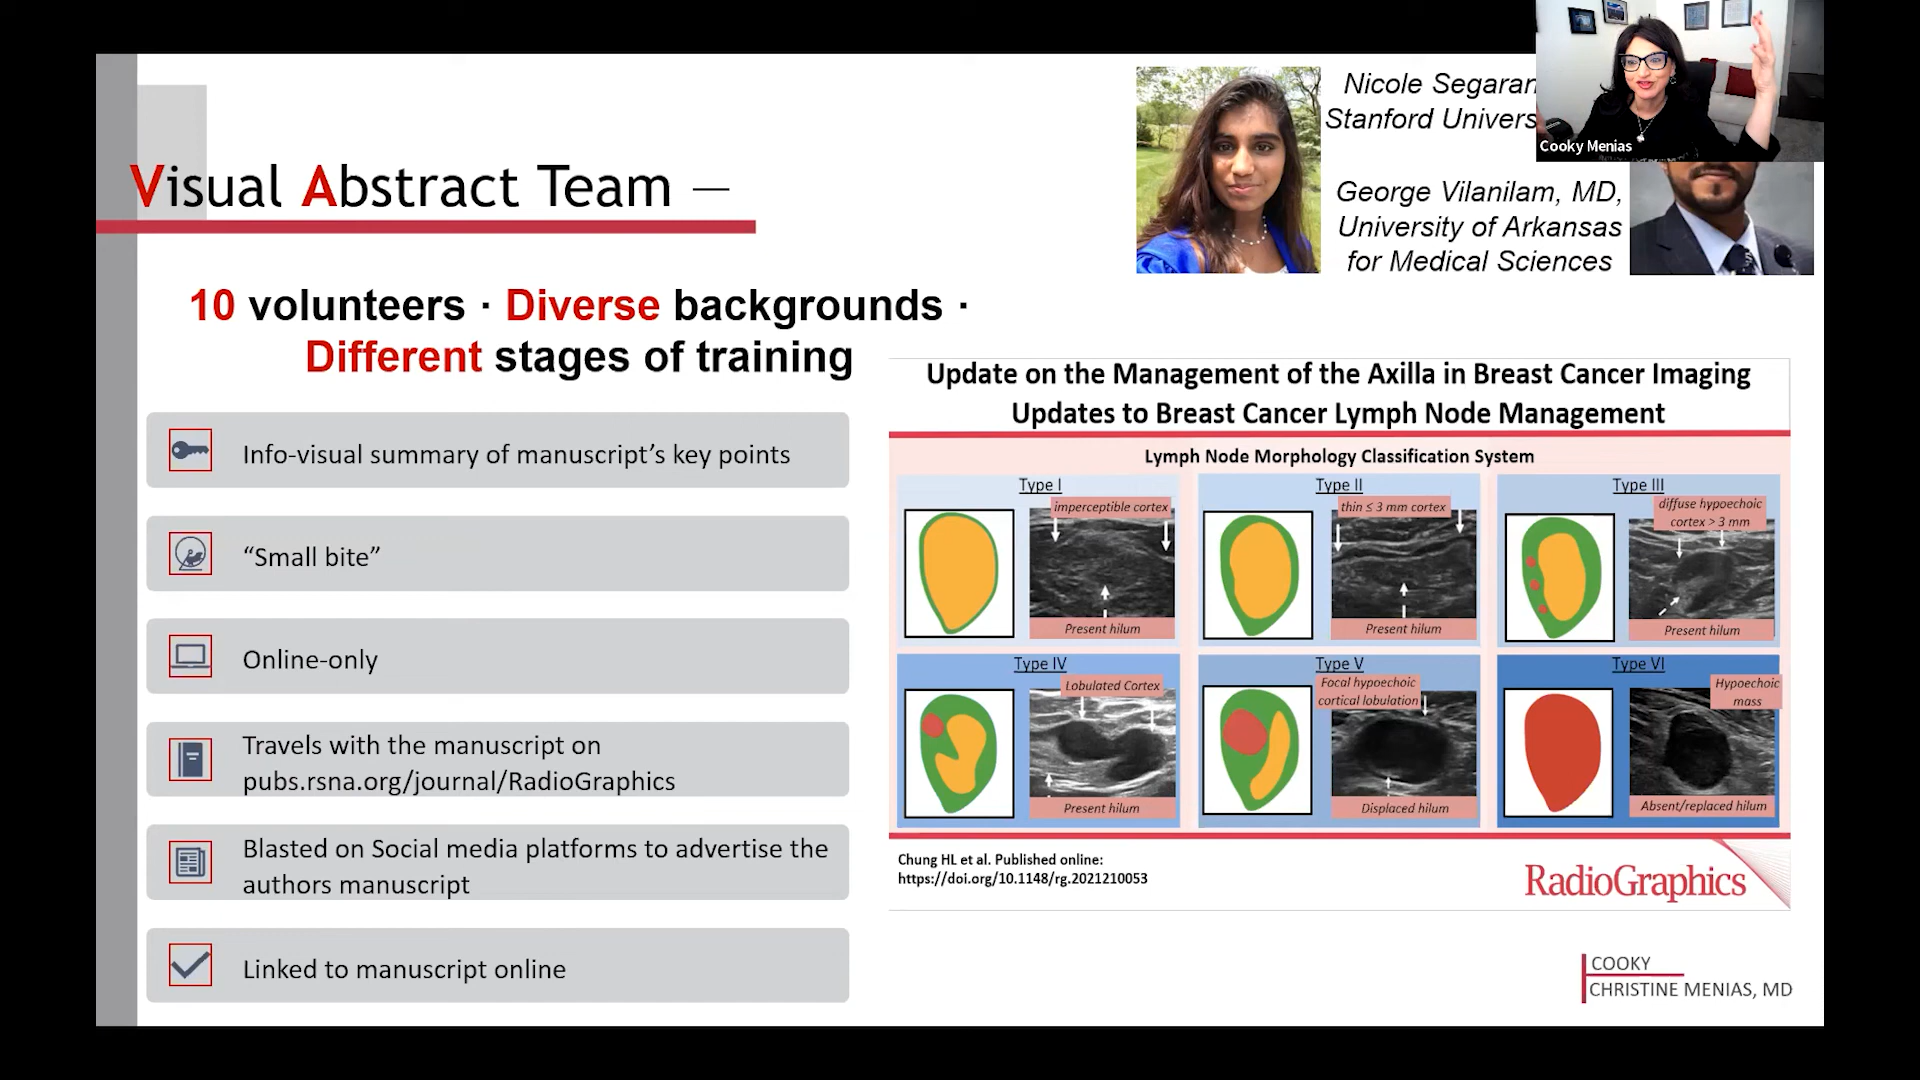 Nicole Segaran
Stanford Univers
Cooky Menias
George Vilanilam, MD,
University of Arkansas
for Medical Sciences
Visual Abstract Team —
10 volunteers · Diverse backgrounds ·
Different stages of training
Info-visual summary of manuscript’s key points
“Small bite”
Online-only
Travels with the manuscript on
pubs.rsna.org/journal/RadioGraphics
Blasted on Social media platforms to advertise the
authors manuscript
Linked to manuscript online
Update on the Management of the Axilla in Breast Cancer Imaging
Updates to Breast Cancer Lymph Node Management
Lymph Node Morphology Classification System
Type I
imperceptible cortex
Present hilum
Type II
thin ≤ 3 mm cortex
Present hilum
Type III
diffuse hypoechoic
cortex > 3 mm
Present hilum
Type IV
Lobulated Cortex
Present hilum
Type V
Focal hypoechoic
cortical lobulation
Displaced hilum
Type VI
Hypoechoic
mass
Absent/replaced hilum
Chung HL et al. Published online:
https://doi.org/10.1148/rg.2021210053
RadioGraphics
COOKY
CHRISTINE MENIAS, MD